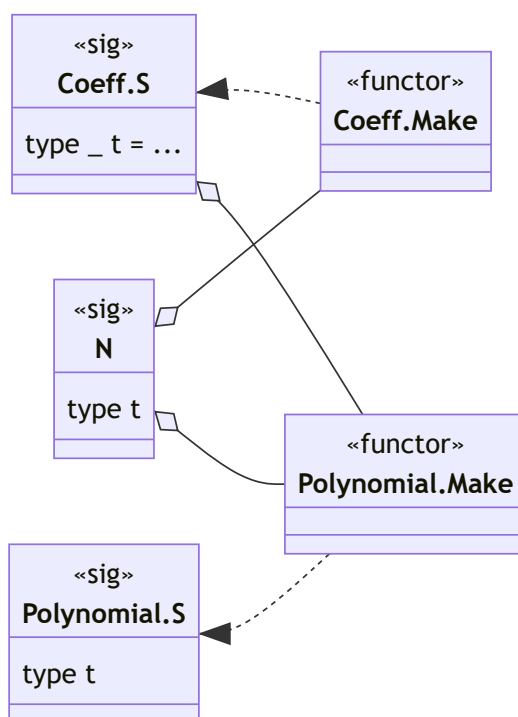 «sig»
Coeff.S
type _ t = ...
«functor»
Coeff.Make
«sig»
N
type t
«functor»
Polynomial.Make
«sig»
Polynomial.S
type t